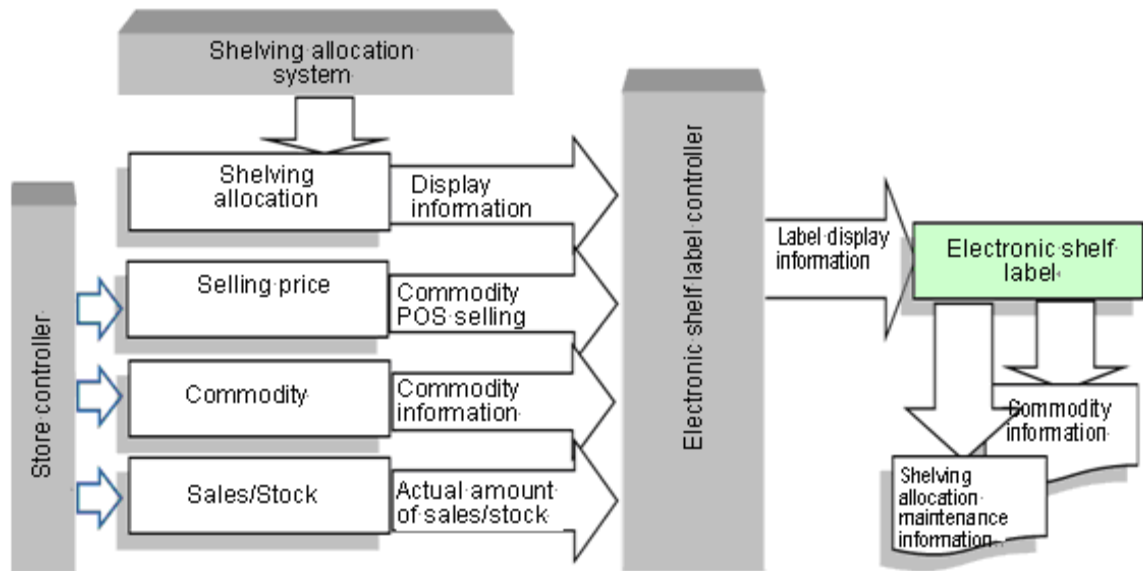 Shelving allocation
system
Shelving
allocation
Display
information
Selling price
Commodity
POS selling
Commodity
Commodity
information
Sales/Stock
Actual amount
of sales/stock
Store controller
Electronic shelf label controller
Label display
information
Electronic shelf
label
Commodity
information
Shelving
allocation
maintenance
information